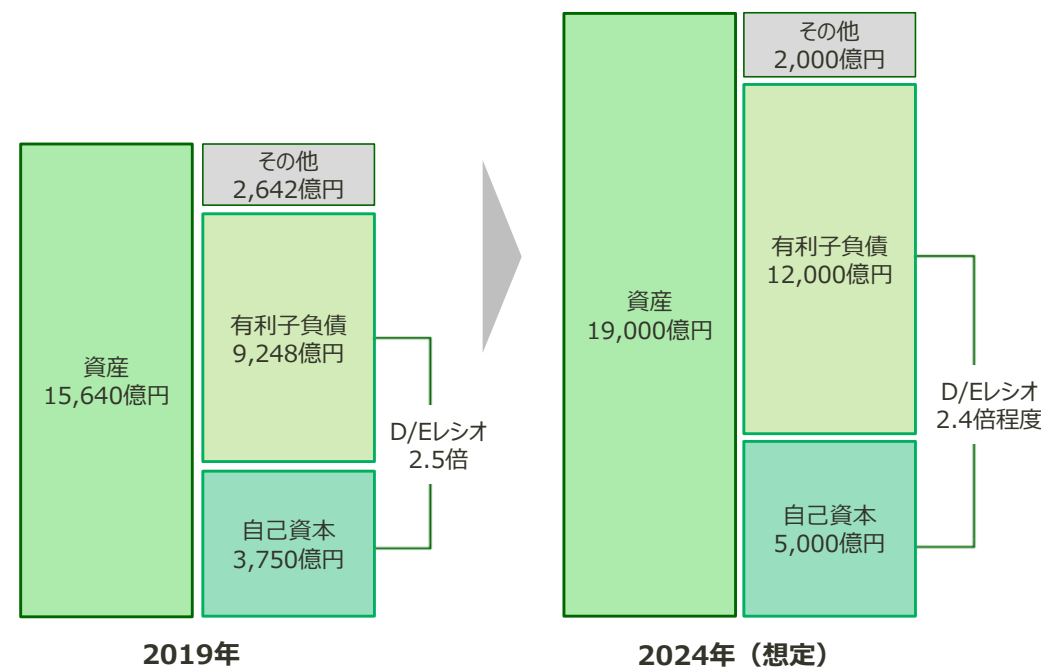 その他
2,642億円
資産
15,640億円
有利子負債
9,248億円
自己資本
3,750億円
D/Eレシオ
2.5倍
2019年
その他
2,000億円
資産
19,000億円
有利子負債
12,000億円
自己資本
5,000億円
D/Eレシオ
2.4倍程度
2024年（想定）